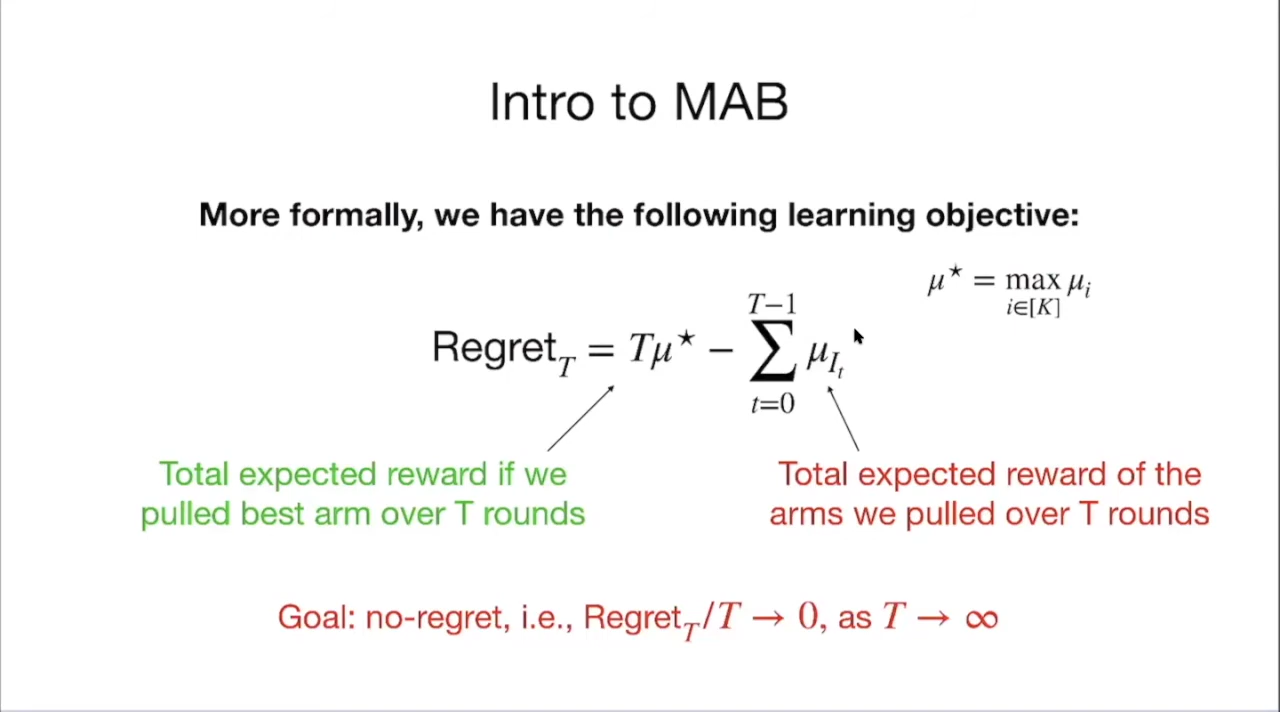 Intro to MAB
More formally, we have the following learning objective:
μ⋆ = max_{i∈[K]} μ_i
Regret_T = Tμ⋆ − ∑_{t=0}^{T−1} μ_{I_t}
Total expected reward if we
pulled best arm over T rounds
Total expected reward of the
arms we pulled over T rounds
Goal: no-regret, i.e., Regret_T/T → 0, as T → ∞